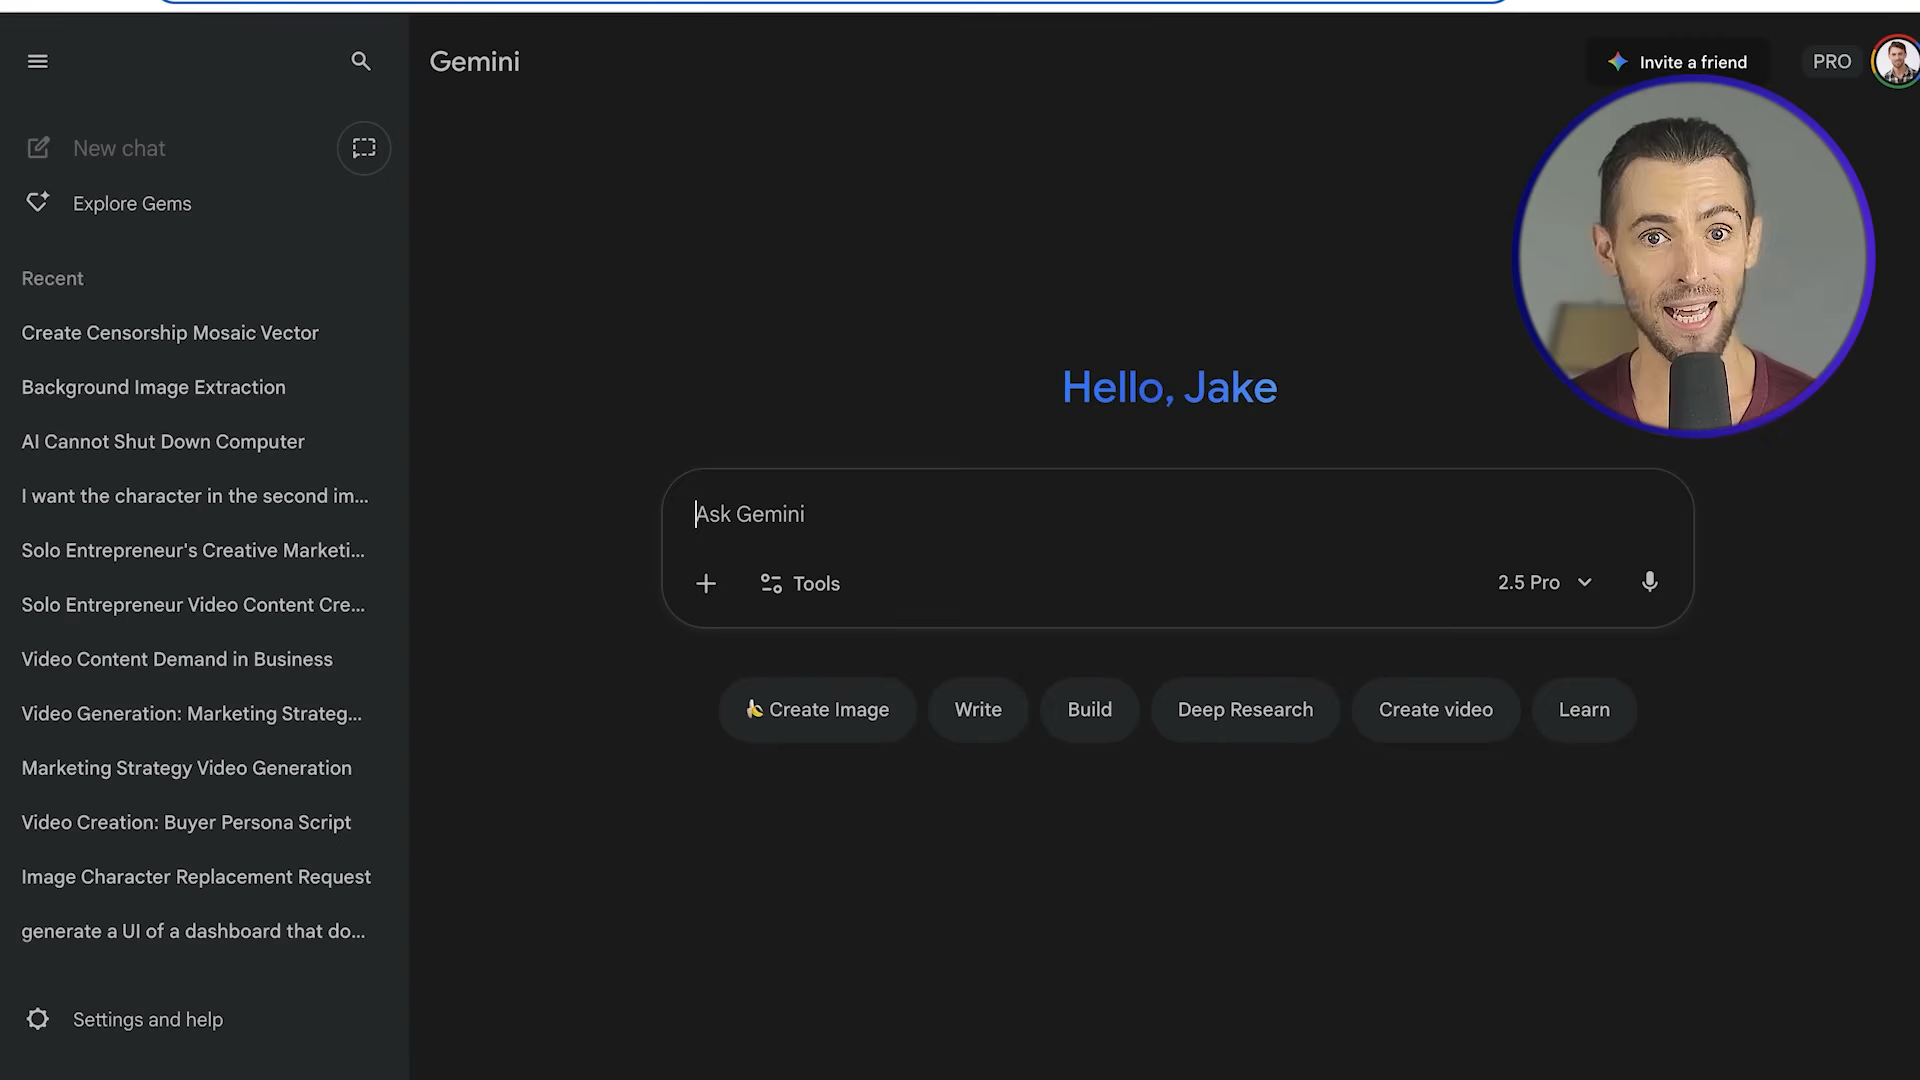 Gemini
Invite a friend
PRO
New chat
Explore Gems
Recent
Create Censorship Mosaic Vector
Background Image Extraction
AI Cannot Shut Down Computer
I want the character in the second im...
Solo Entrepreneur's Creative Marketi...
Solo Entrepreneur Video Content Cre...
Video Content Demand in Business
Video Generation: Marketing Strateg...
Marketing Strategy Video Generation
Video Creation: Buyer Persona Script
Image Character Replacement Request
generate a UI of a dashboard that do...
Settings and help
Hello, Jake
Ask Gemini
Tools
2.5 Pro
Create Image
Write
Build
Deep Research
Create video
Learn